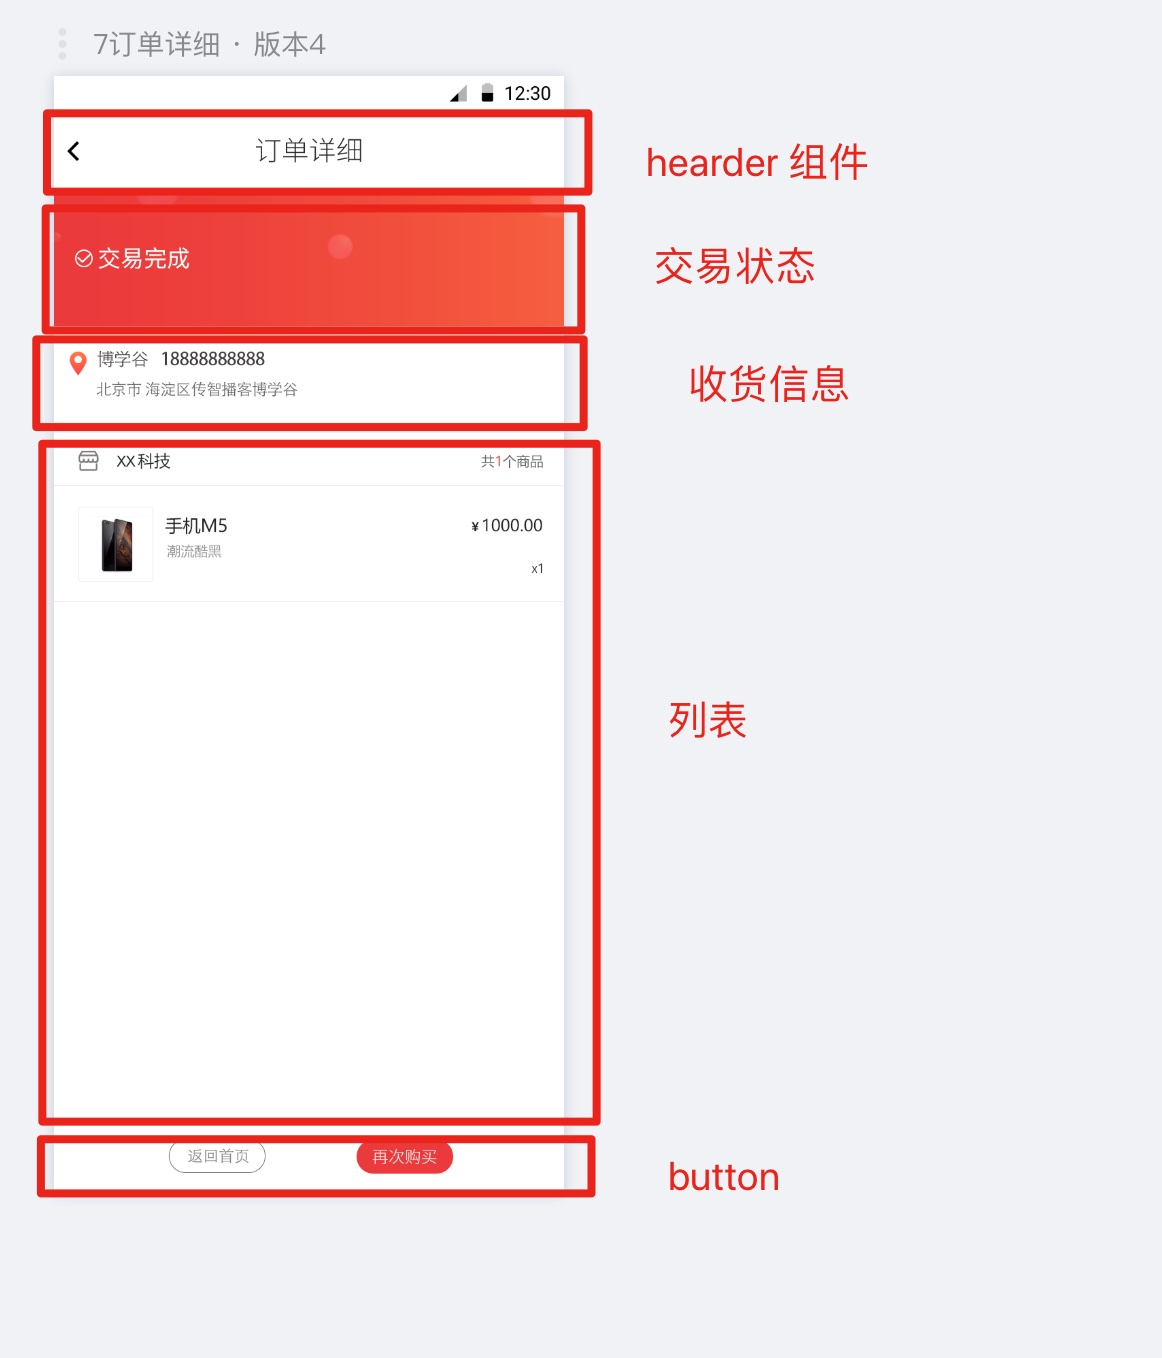 7订单详细 · 版本4
12:30
订单详细
hearder 组件
交易完成
交易状态
博学谷 18888888888
北京市 海淀区传智播客博学谷
收货信息
XX科技 共1个商品
手机M5 ¥1000.00
潮流酷黑
x1
列表
返回首页 再次购买
button